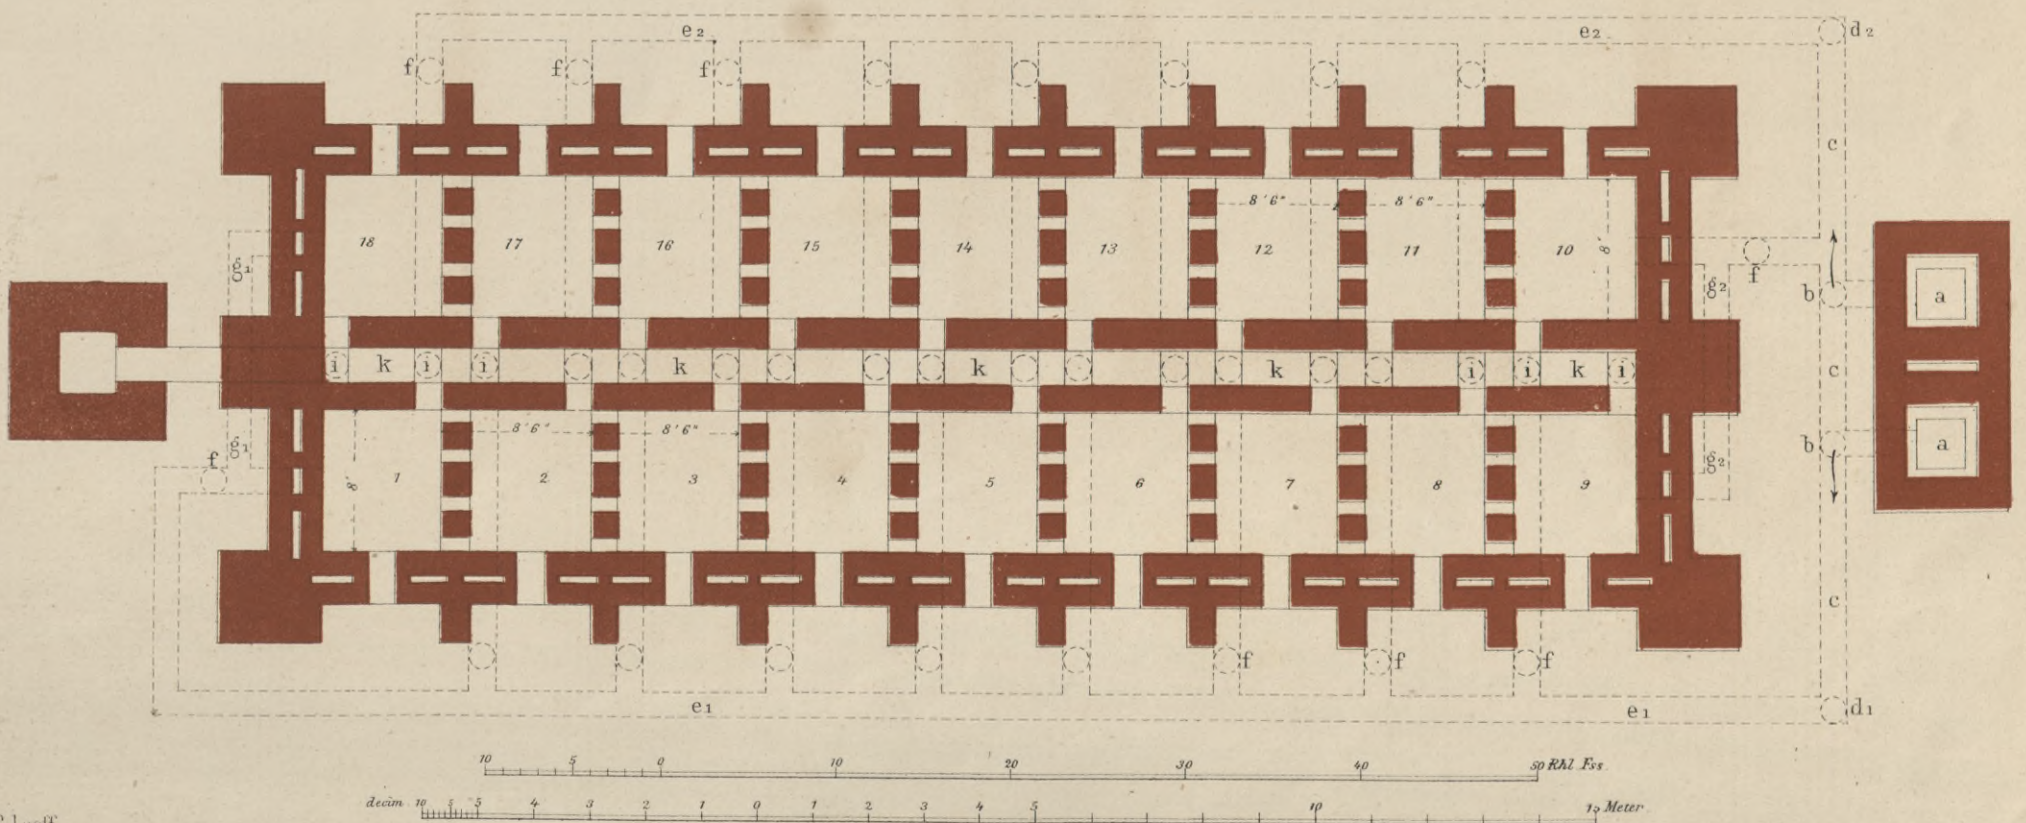 e2 e2 d2
f f f
c
18 17 16 15 14 13 12 11 10
8'6" 8'6"
8'
g1 g2 f b a
i k i i k k k i i k i c
8'6" 8'6"
g1 g2 b a
f
8' 1 2 3 4 5 6 7 8 9
c
f f f
e1 e1 d1
10 5 0 10 20 30 40 50 Rhl Fss.
decim. 10 5 5 4 3 2 1 0 1 2 3 4 5 10 15 Meter.